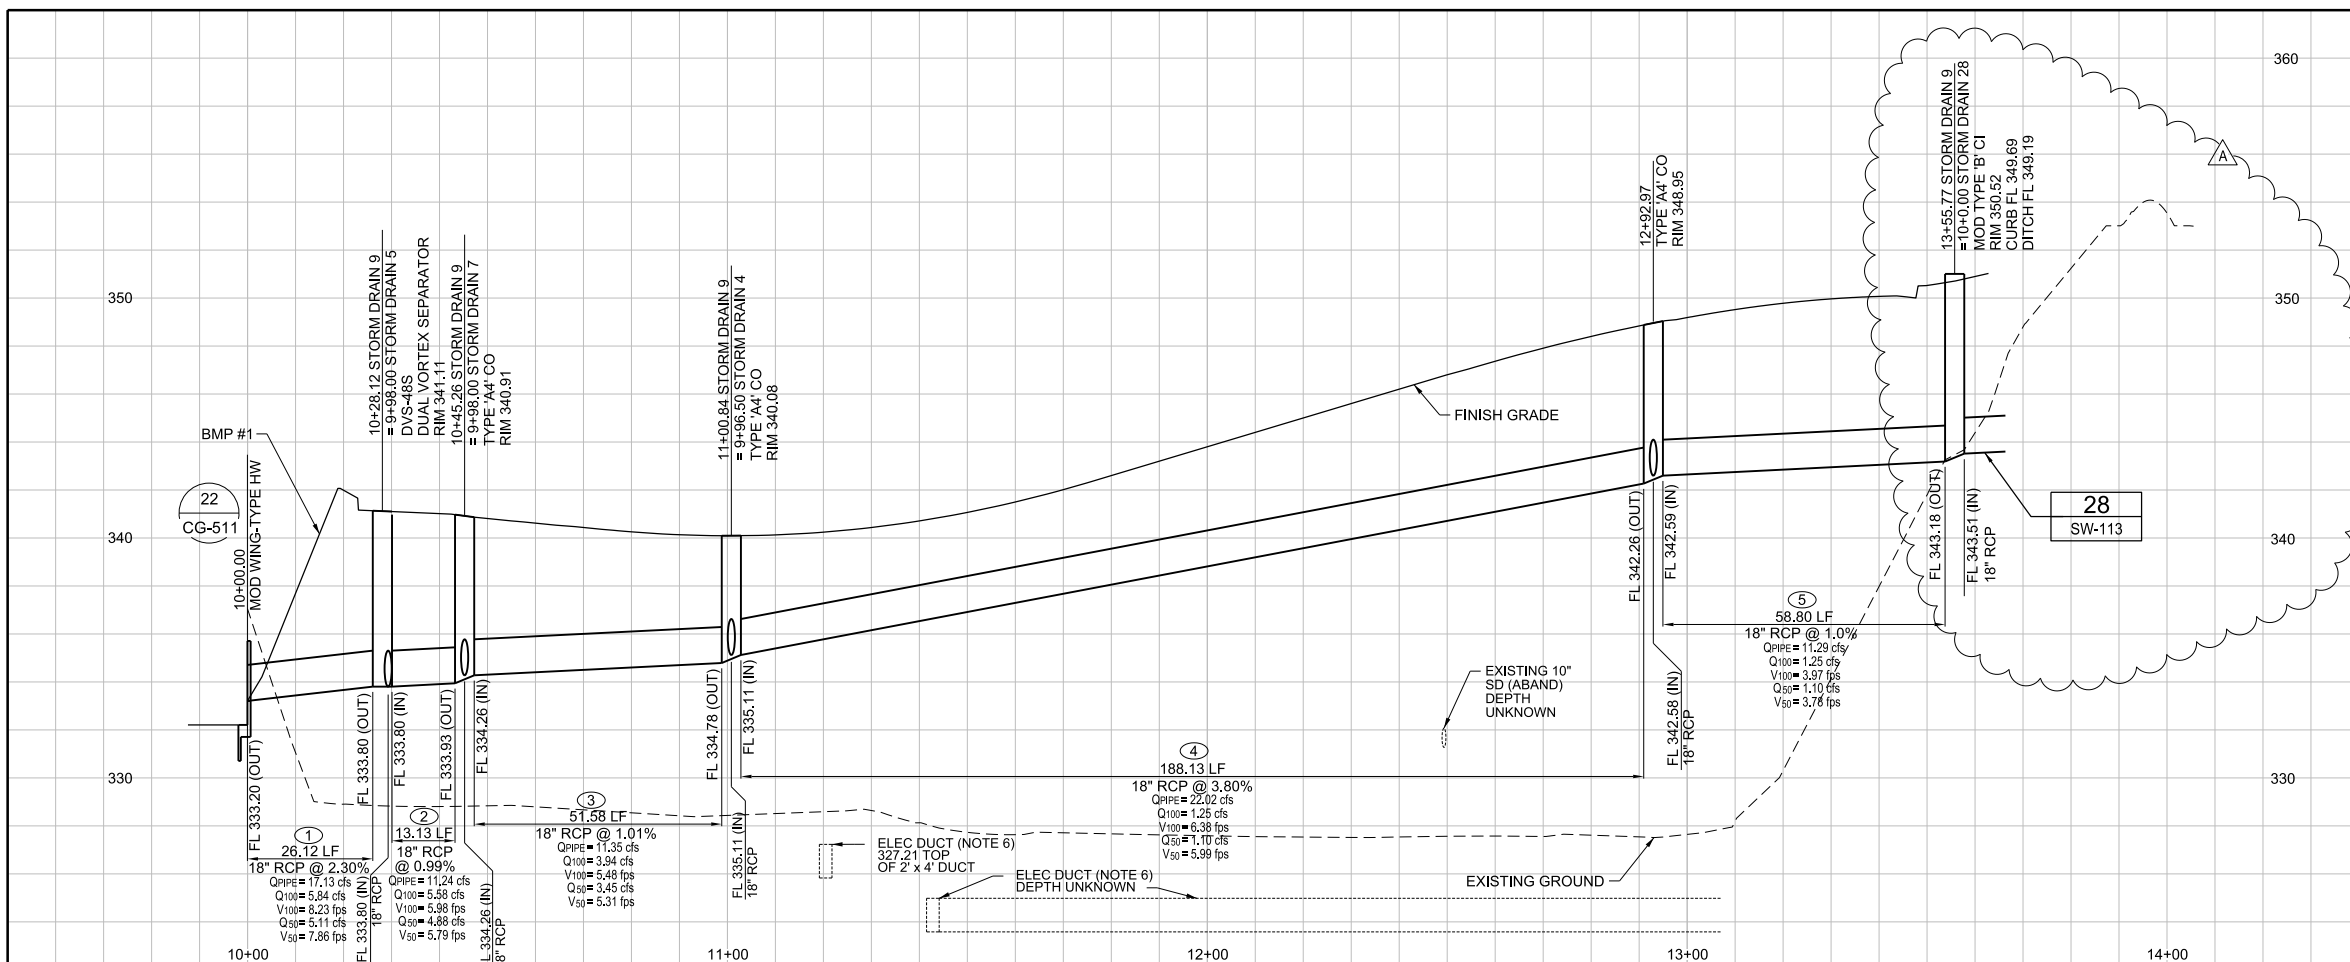 360
350
340
330
360
350
340
330
BMP #1
22
CG-511
10+00.00
MOD WING-TYPE HW
10+28.12 STORM DRAIN 9
= 9+98.00 STORM DRAIN 5
DVS-48S
DUAL VORTEX SEPARATOR
RIM 341.11
10+45.26 STORM DRAIN 9
= 9+98.00 STORM DRAIN 7
TYPE 'A4' CO
RIM 340.91
11+00.84 STORM DRAIN 9
= 9+96.50 STORM DRAIN 4
TYPE 'A4' CO
RIM 340.08
12+92.97
TYPE 'A4' CO
RIM 348.95
13+55.77 STORM DRAIN 9
=10+0.00 STORM DRAIN 28
MOD TYPE 'B' CI
RIM 350.52
CURB FL 349.69
DITCH FL 349.19
A
FINISH GRADE
28
SW-113
FL 333.20 (OUT)
FL 333.80 (OUT)
FL 333.80 (IN)
FL 333.93 (OUT)
FL 334.26 (IN)
FL 334.78 (OUT)
FL 335.11 (IN)
FL 342.26 (OUT)
FL 342.59 (IN)
FL 343.18 (OUT)
FL 343.51 (IN)
18" RCP
FL 333.80 (IN)
18" RCP
L 334.26 (IN)
8" RCP
FL 335.11 (IN)
18" RCP
FL 342.58 (IN)
18" RCP
1
26.12 LF
18" RCP @ 2.30%
QPIPE = 17.13 cfs
Q100 = 5.84 cfs
V100 = 8.23 fps
Q50 = 5.11 cfs
V50 = 7.86 fps
2
13.13 LF
18" RCP
@ 0.99%
QPIPE = 11.24 cfs
Q100 = 5.58 cfs
V100 = 5.98 fps
Q50 = 4.88 cfs
V50 = 5.79 fps
3
51.58 LF
18" RCP @ 1.01%
QPIPE = 11.35 cfs
Q100 = 3.94 cfs
V100 = 5.48 fps
Q50 = 3.45 cfs
V50 = 5.31 fps
4
188.13 LF
18" RCP @ 3.80%
QPIPE = 22.02 cfs
Q100 = 1.25 cfs
V100 = 6.38 fps
Q50 = 1.10 cfs
V50 = 5.99 fps
5
58.80 LF
18" RCP @ 1.0%
QPIPE = 11.29 cfs
Q100 = 1.25 cfs
V100 = 3.97 fps
Q50 = 1.10 cfs
V50 = 3.78 fps
EXISTING 10"
SD (ABAND)
DEPTH
UNKNOWN
ELEC DUCT (NOTE 6)
327.21 TOP
OF 2' x 4' DUCT
ELEC DUCT (NOTE 6)
DEPTH UNKNOWN
EXISTING GROUND
10+00
11+00
12+00
13+00
14+00